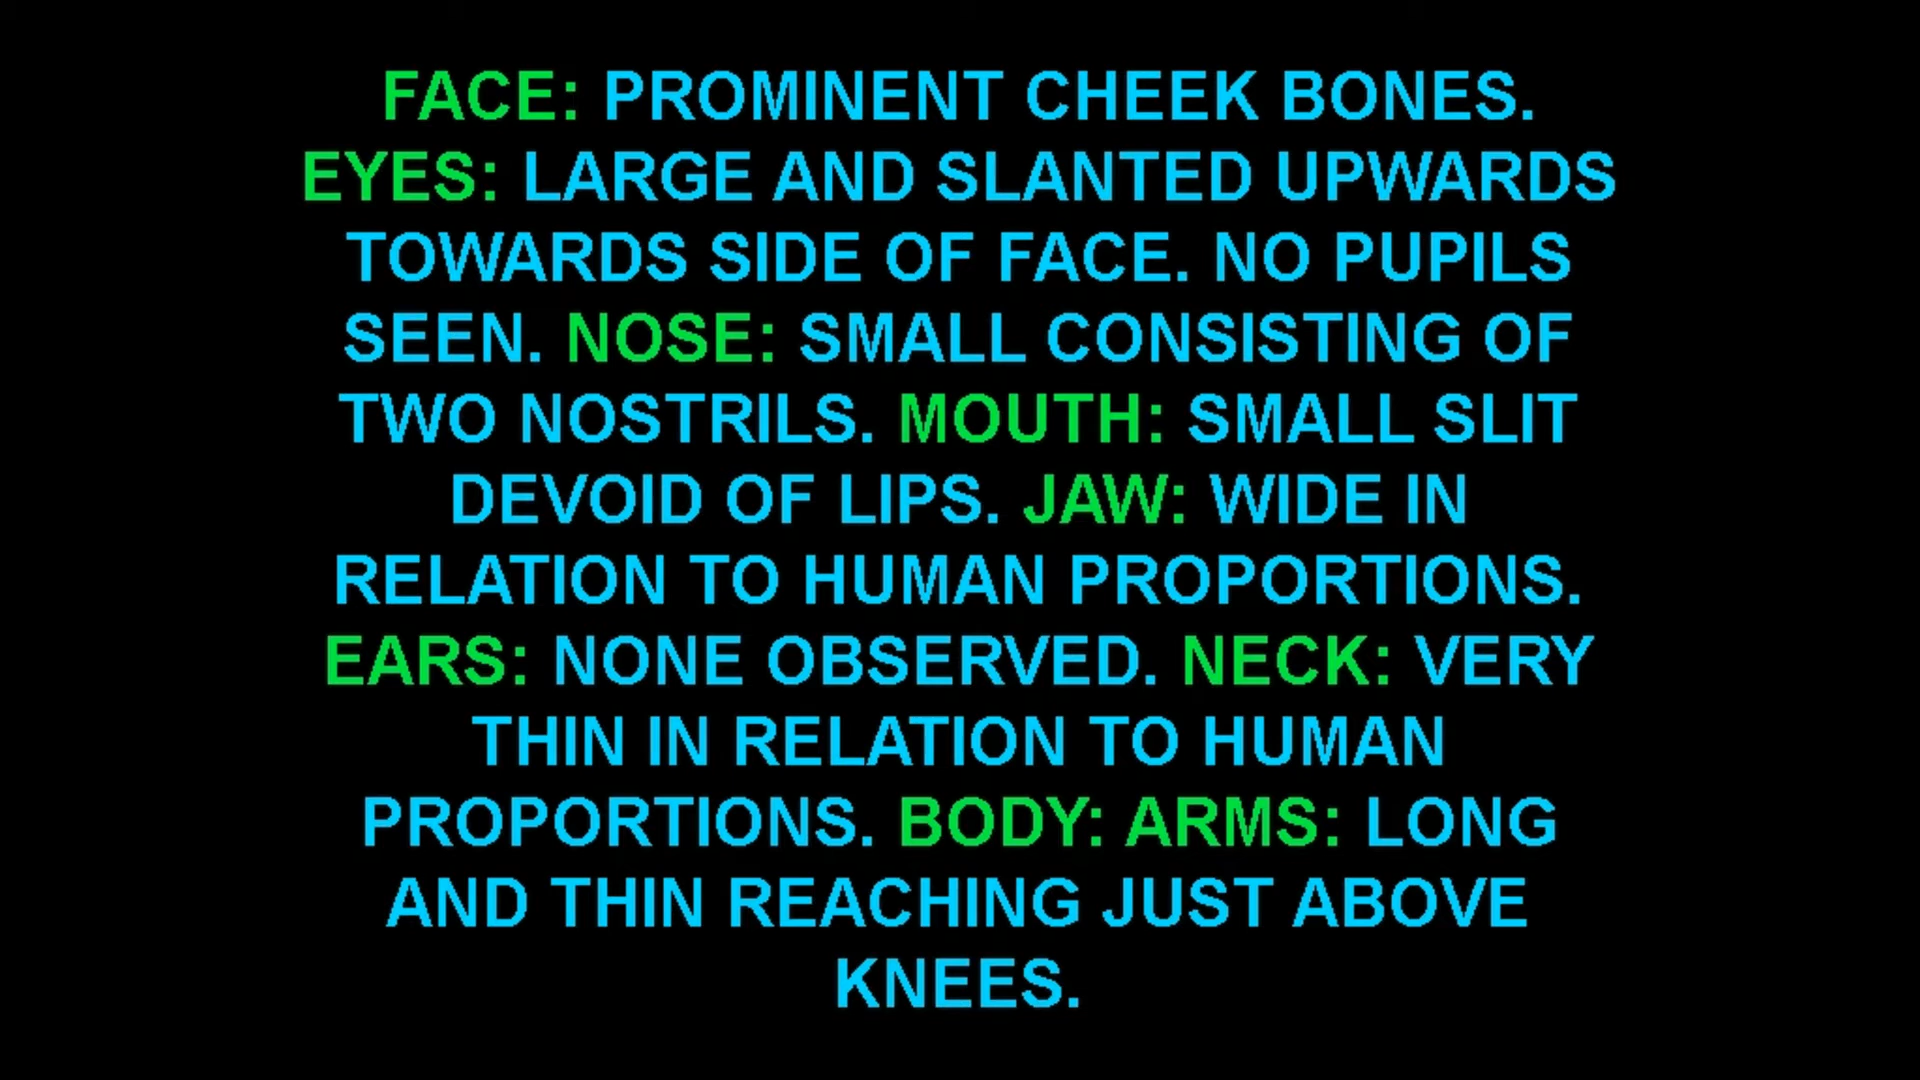 FACE: PROMINENT CHEEK BONES.
EYES: LARGE AND SLANTED UPWARDS
TOWARDS SIDE OF FACE. NO PUPILS
SEEN. NOSE: SMALL CONSISTING OF
TWO NOSTRILS. MOUTH: SMALL SLIT
DEVOID OF LIPS. JAW: WIDE IN
RELATION TO HUMAN PROPORTIONS.
EARS: NONE OBSERVED. NECK: VERY
THIN IN RELATION TO HUMAN
PROPORTIONS. BODY: ARMS: LONG
AND THIN REACHING JUST ABOVE
KNEES.